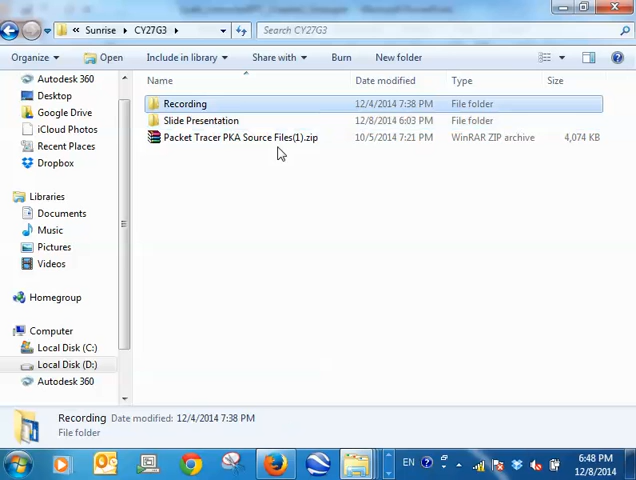 Sunrise CY27G3 Search CY27G3
Organize Open Include in library Share with Burn New folder
Name Date modified Type Size
Autodesk 360
Desktop
Google Drive
iCloud Photos
Recent Places
Dropbox
Libraries
Documents
Music
Pictures
Videos
Homegroup
Computer
Local Disk (C:)
Local Disk (D:)
Autodesk 360
Recording 12/4/2014 7:38 PM File folder
Slide Presentation 12/8/2014 6:03 PM File folder
Packet Tracer PKA Source Files(1).zip 10/5/2014 7:21 PM WinRAR ZIP archive 4,074 KB
Recording Date modified: 12/4/2014 7:38 PM
File folder
EN 6:48 PM
12/8/2014